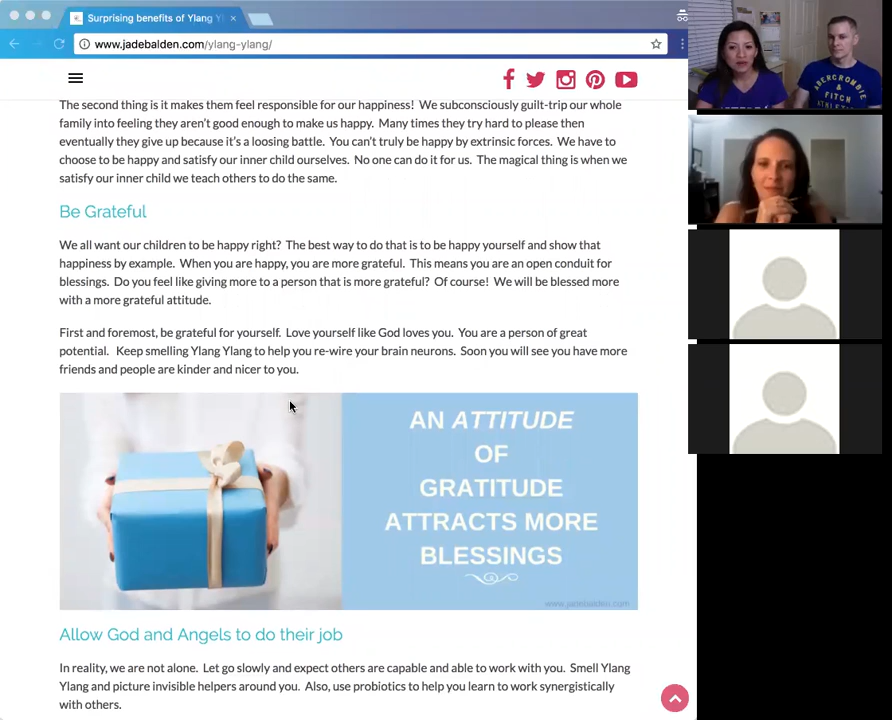 Surprising benefits of Ylang Y
www.jadebalden.com/ylang-ylang/
The second thing is it makes them feel responsible for our happiness! We subconsciously guilt-trip our whole
family into feeling they aren't good enough to make us happy. Many times they try hard to please then
eventually they give up because it's a loosing battle. You can't truly be happy by extrinsic forces. We have to
choose to be happy and satisfy our inner child ourselves. No one can do it for us. The magical thing is when we
satisfy our inner child we teach others to do the same.
Be Grateful
We all want our children to be happy right? The best way to do that is to be happy yourself and show that
happiness by example. When you are happy, you are more grateful. This means you are an open conduit for
blessings. Do you feel like giving more to a person that is more grateful? Of course! We will be blessed more
with a more grateful attitude.
First and foremost, be grateful for yourself. Love yourself like God loves you. You are a person of great
potential. Keep smelling Ylang Ylang to help you re-wire your brain neurons. Soon you will see you have more
friends and people are kinder and nicer to you.
AN ATTITUDE
OF
GRATITUDE
ATTRACTS MORE
BLESSINGS
www.jadebalden.com
Allow God and Angels to do their job
In reality, we are not alone. Let go slowly and expect others are capable and able to work with you. Smell Ylang
Ylang and picture invisible helpers around you. Also, use probiotics to help you learn to work synergistically
with others.
ABERCROMBIE
& FITCH